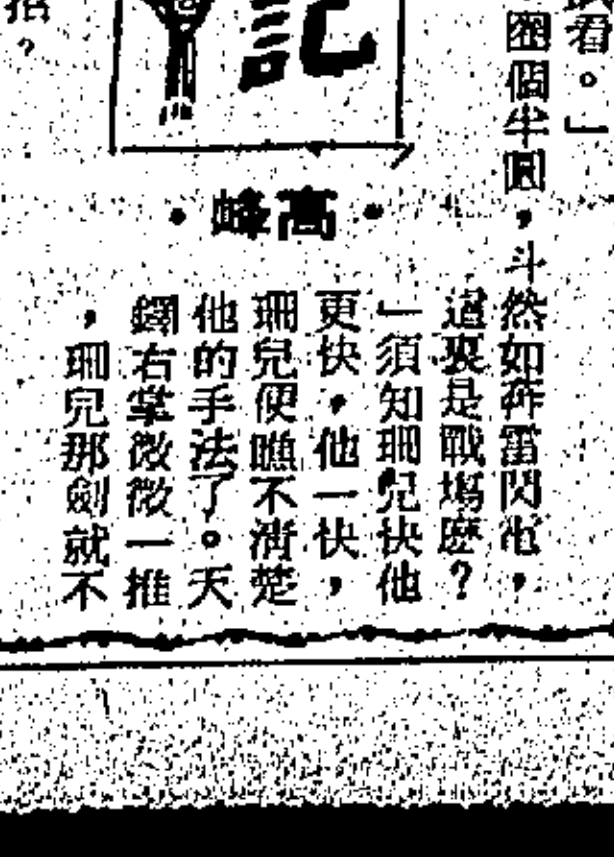 看。」
圈個半圓，斗然如奔雷閃電，
這裏是戰場麼？
」須知珊兒快他
更快，他一快，
珊兒便瞧不清楚
他的手法了。天
鐸右掌微微一推
，珊兒那劍就不
記
·高峰·
招？